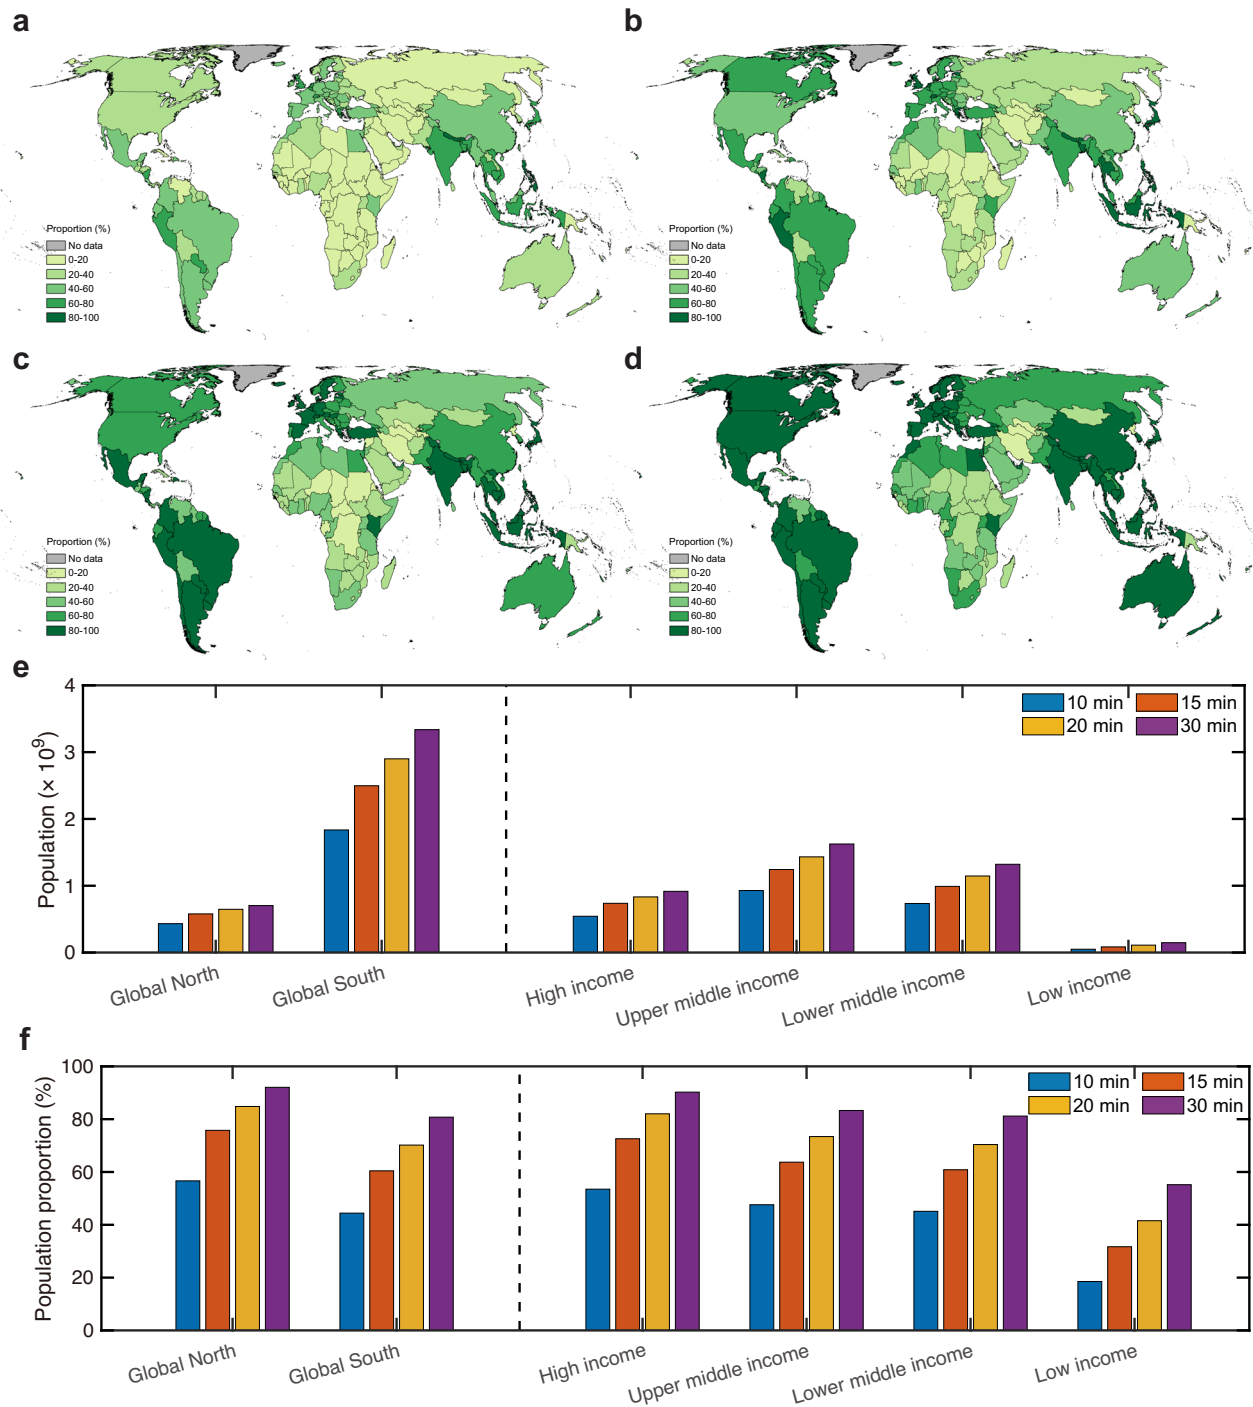 a
b
Proportion (%)
No data
0-20
20-40
40-60
60-80
80-100
Proportion (%)
No data
0-20
20-40
40-60
60-80
80-100
c
d
Proportion (%)
No data
0-20
20-40
40-60
60-80
80-100
Proportion (%)
No data
0-20
20-40
40-60
60-80
80-100
e
Population (× 10⁹)
4
3
2
1
0
10 min
15 min
20 min
30 min
Global North
Global South
High income
Upper middle income
Lower middle income
Low income
f
Population proportion (%)
100
80
60
40
20
0
10 min
15 min
20 min
30 min
Global North
Global South
High income
Upper middle income
Lower middle income
Low income